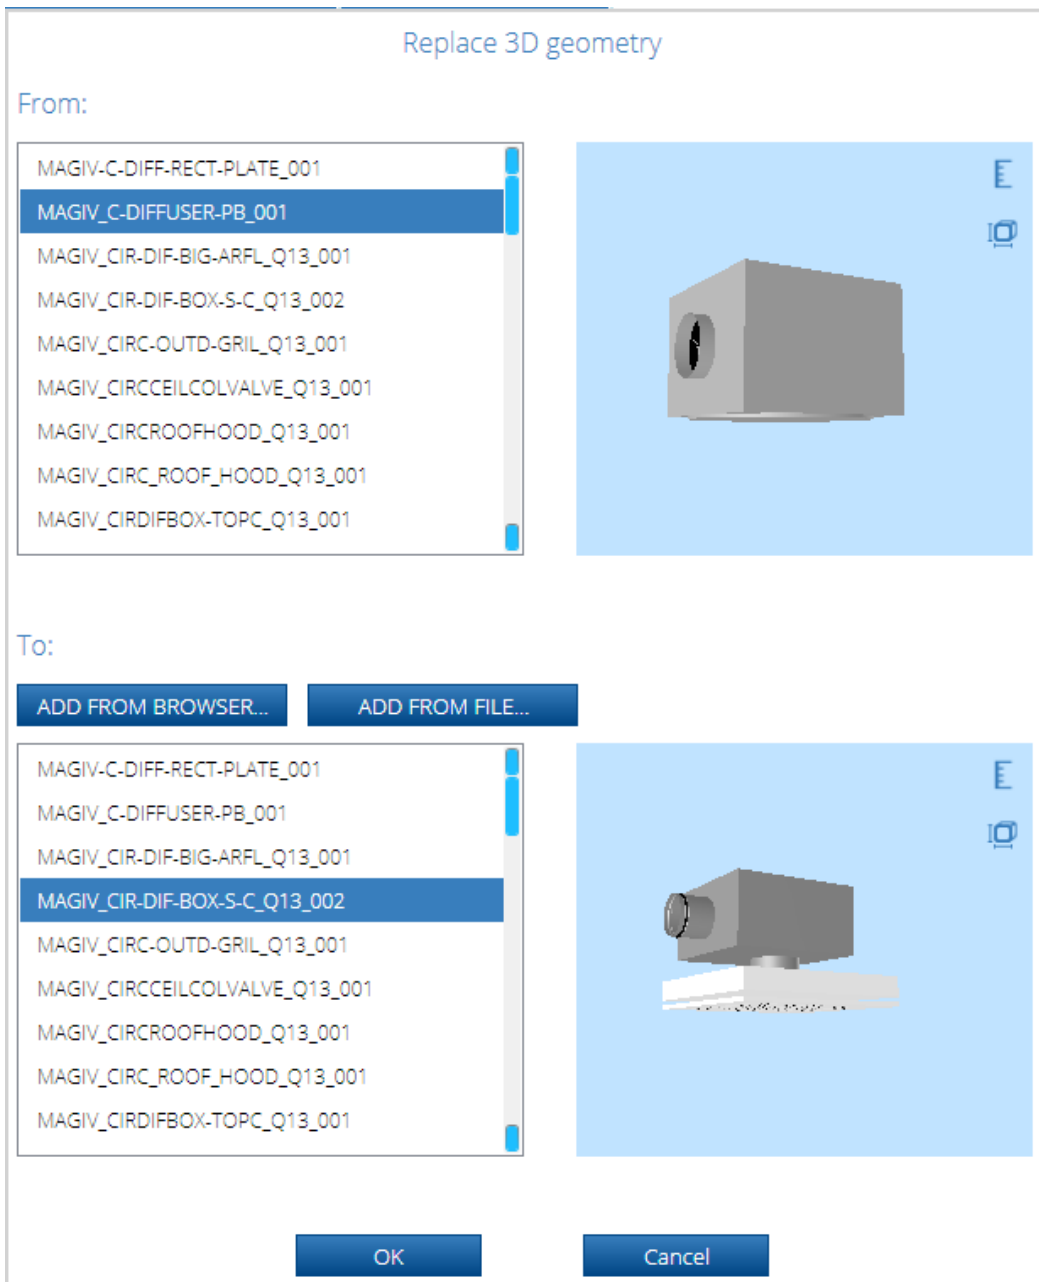 Replace 3D geometry
From:
MAGIV-C-DIFF-RECT-PLATE_001
MAGIV_C-DIFFUSER-PB_001
MAGIV_CIR-DIF-BIG-ARFL_Q13_001
MAGIV_CIR-DIF-BOX-S-C_Q13_002
MAGIV_CIRC-OUTD-GRIL_Q13_001
MAGIV_CIRCCEILCOLVALVE_Q13_001
MAGIV_CIRCROOFHOOD_Q13_001
MAGIV_CIRC_ROOF_HOOD_Q13_001
MAGIV_CIRDIFBOX-TOPC_Q13_001
To:
ADD FROM BROWSER... ADD FROM FILE...
MAGIV-C-DIFF-RECT-PLATE_001
MAGIV_C-DIFFUSER-PB_001
MAGIV_CIR-DIF-BIG-ARFL_Q13_001
MAGIV_CIR-DIF-BOX-S-C_Q13_002
MAGIV_CIRC-OUTD-GRIL_Q13_001
MAGIV_CIRCCEILCOLVALVE_Q13_001
MAGIV_CIRCROOFHOOD_Q13_001
MAGIV_CIRC_ROOF_HOOD_Q13_001
MAGIV_CIRDIFBOX-TOPC_Q13_001
OK Cancel